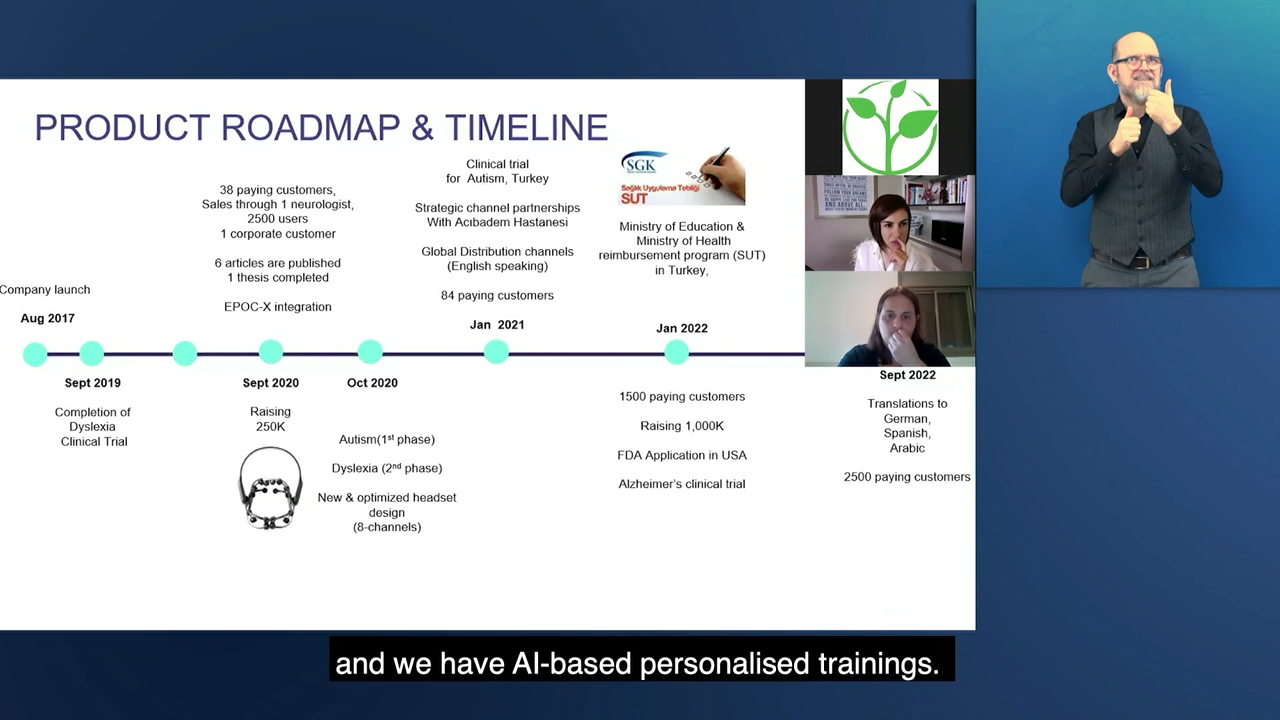 PRODUCT ROADMAP & TIMELINE
Company launch
Aug 2017
Sept 2019
Completion of
Dyslexia
Clinical Trial
38 paying customers,
Sales through 1 neurologist,
2500 users
1 corporate customer
6 articles are published
1 thesis completed
EPOC-X integration
Sept 2020
Raising
250K
Oct 2020
Autism(1st phase)
Dyslexia (2nd phase)
New & optimized headset
design
(8-channels)
Clinical trial
for Autism, Turkey
Strategic channel partnerships
With Acıbadem Hastanesi
Global Distribution channels
(English speaking)
84 paying customers
Jan 2021
SGK
Sağlık Uygulama Tebliği
SUT
Ministry of Education &
Ministry of Health
reimbursement program (SUT)
in Turkey,
Jan 2022
1500 paying customers
Raising 1,000K
FDA Application in USA
Alzheimer's clinical trial
Sept 2022
Translations to
German,
Spanish,
Arabic
2500 paying customers
and we have AI-based personalised trainings.